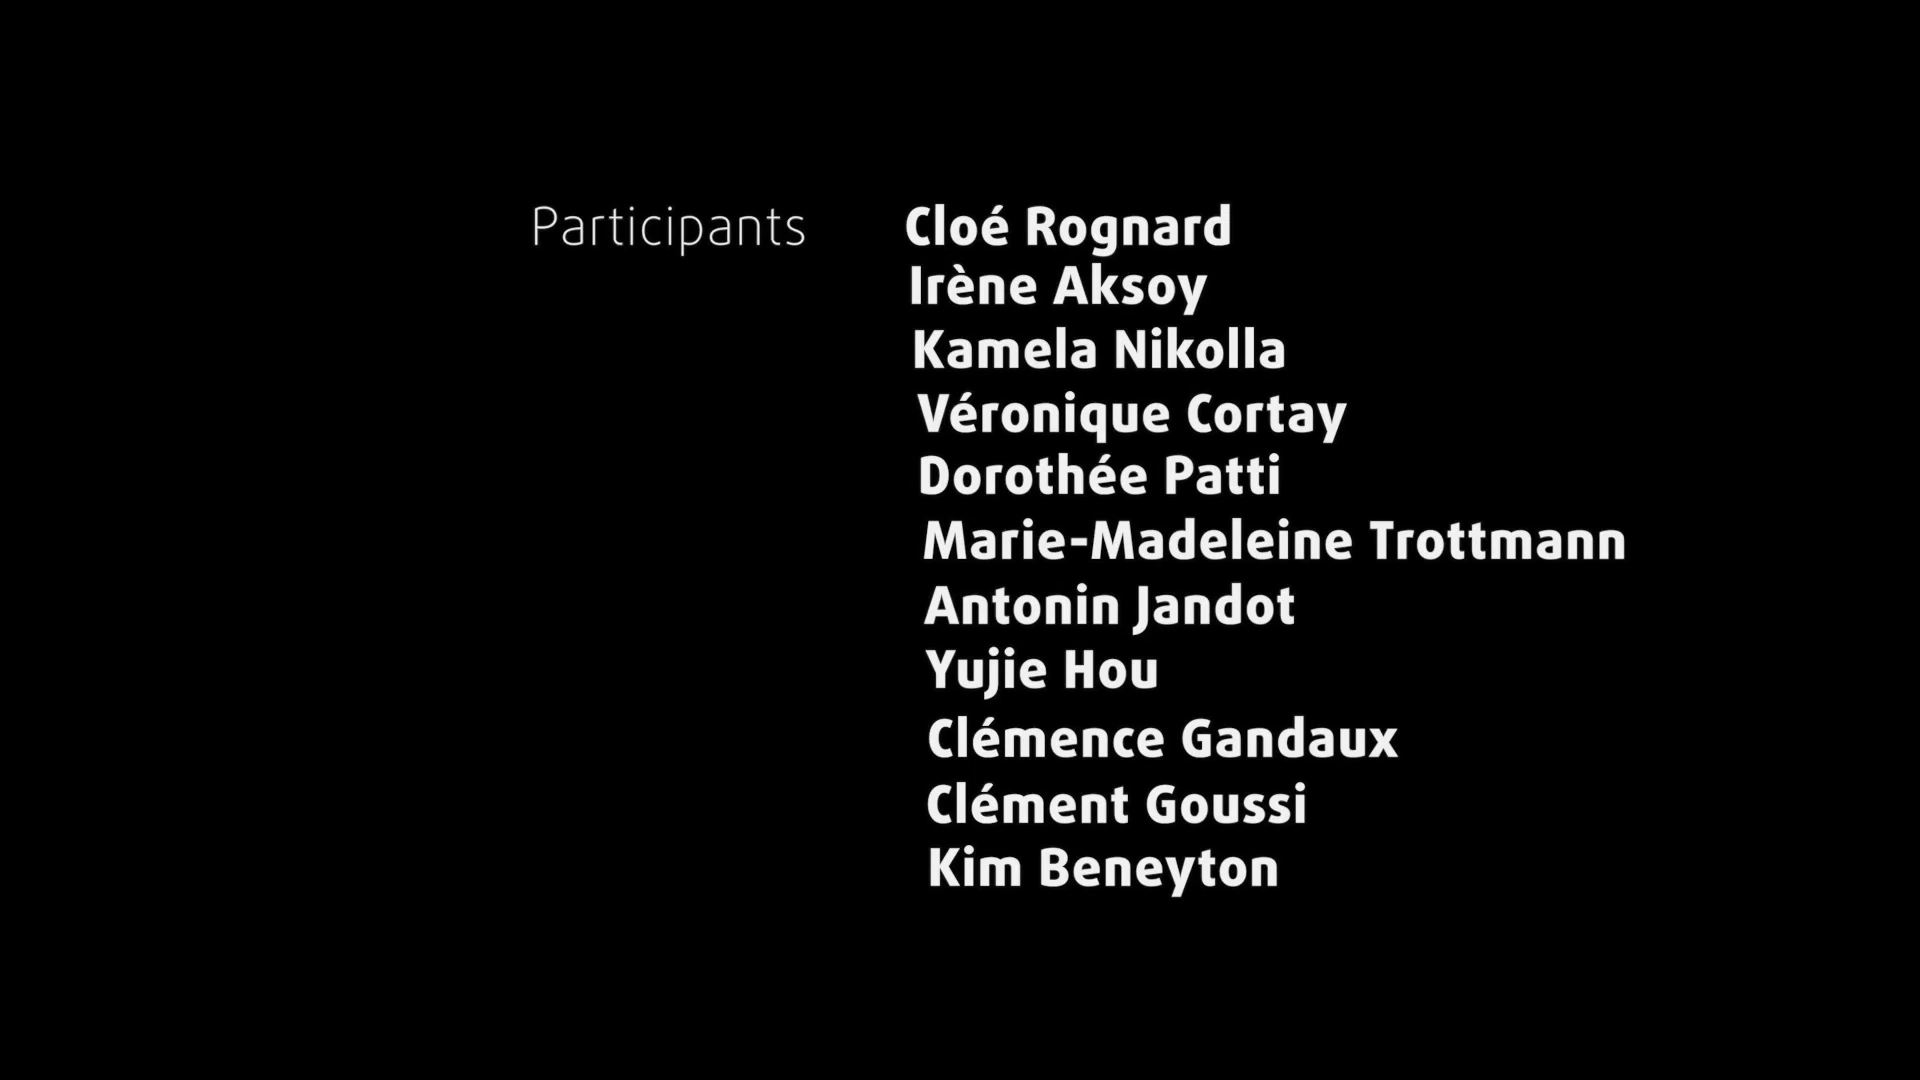 Participants Cloé Rognard
Irène Aksoy
Kamela Nikolla
Véronique Cortay
Dorothée Patti
Marie-Madeleine Trottmann
Antonin Jandot
Yujie Hou
Clémence Gandaux
Clément Goussi
Kim Beneyton